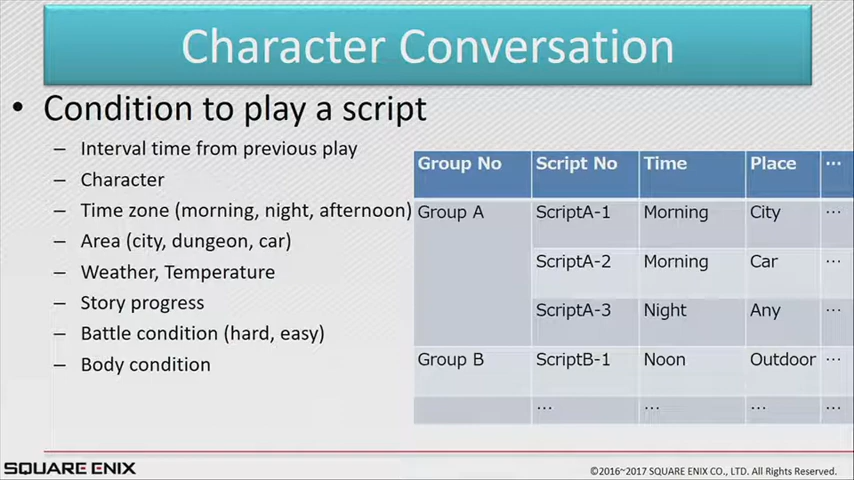 Character Conversation
• Condition to play a script
– Interval time from previous play
– Character
– Time zone (morning, night, afternoon)
– Area (city, dungeon, car)
– Weather, Temperature
– Story progress
– Battle condition (hard, easy)
– Body condition
Group No Script No Time Place ...
Group A ScriptA-1 Morning City ...
ScriptA-2 Morning Car ...
ScriptA-3 Night Any ...
Group B ScriptB-1 Noon Outdoor ...
... ... ... ...
SQUARE ENIX
©2016~2017 SQUARE ENIX CO., LTD. All Rights Reserved.